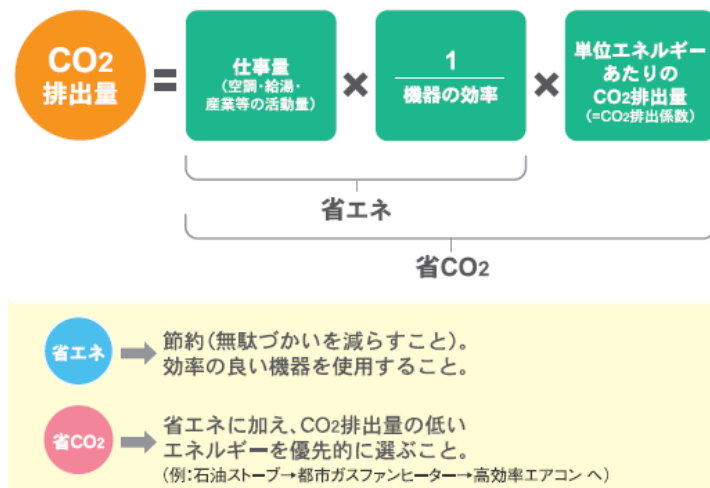 CO2
排出量
=
仕事量
(空調・給湯・
産業等の活動量)
×
1
機器の効率
×
単位エネルギー
あたりの
CO2排出量
(=CO2排出係数)
省エネ
省CO2
省エネ
節約(無駄づかいを減らすこと)。
効率の良い機器を使用すること。
省CO2
省エネに加え、CO2排出量の低い
エネルギーを優先的に選ぶこと。
(例:石油ストーブ→都市ガスファンヒーター→高効率エアコン へ)